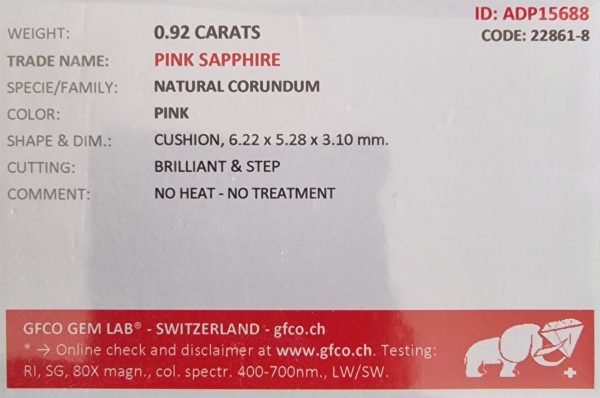 ID: ADP15688
WEIGHT: 0.92 CARATS
CODE: 22861-8
TRADE NAME: PINK SAPPHIRE
SPECIE/FAMILY: NATURAL CORUNDUM
COLOR: PINK
SHAPE & DIM.: CUSHION, 6.22 x 5.28 x 3.10 mm.
CUTTING: BRILLIANT & STEP
COMMENT: NO HEAT - NO TREATMENT
GFCO GEM LAB® - SWITZERLAND - gfco.ch
* → Online check and disclaimer at www.gfco.ch. Testing:
RI, SG, 80X magn., col. spectr. 400-700nm., LW/SW.